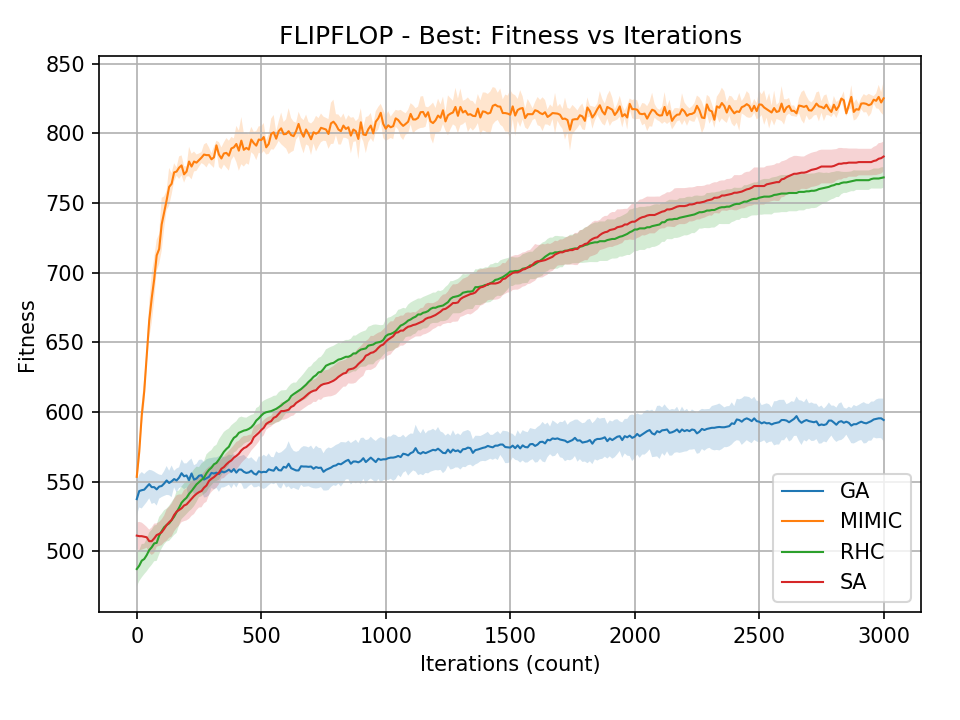 FLIPFLOP - Best: Fitness vs Iterations
850
800
750
700
650
600
550
500
Fitness
0 500 1000 1500 2000 2500 3000
Iterations (count)
GA
MIMIC
RHC
SA